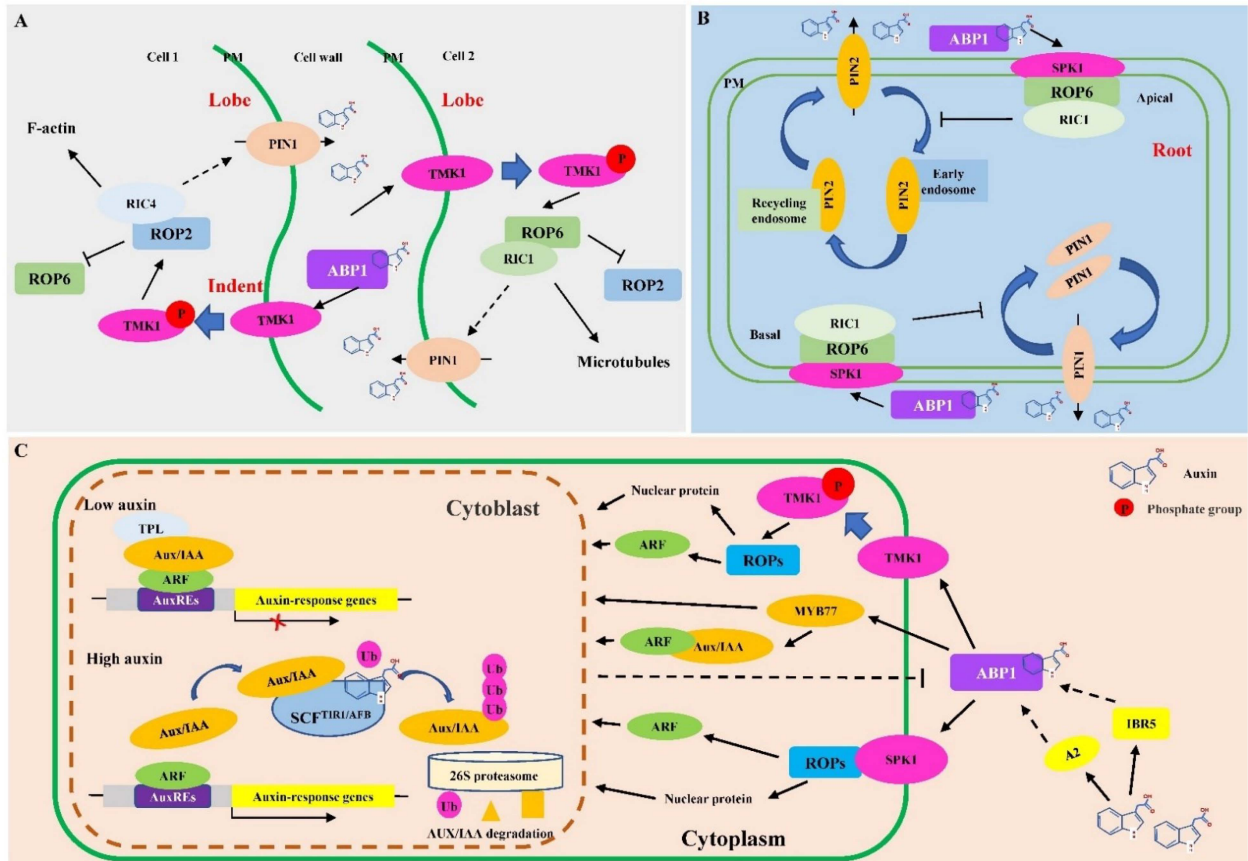 A
Cell 1
PM
Cell wall
PM
Cell 2
Lobe
Lobe
F-actin
PIN1
TMK1
TMK1
P
RIC4
ROP2
ROP6
ROP6
RIC1
ABP1
ROP2
Indent
TMK1
P
TMK1
PIN1
Microtubules
B
ABP1
PIN2
SPK1
ROP6
RIC1
Apical
PM
Root
PIN2
PIN2
Early
endosome
Recycling
endosome
PIN1
PIN1
RIC1
ROP6
SPK1
Basal
PIN1
ABP1
C
Auxin
P
Phosphate group
Cytoblast
Low auxin
TPL
Aux/IAA
ARF
AuxREs
Auxin-response genes
X
Nuclear protein
TMK1
P
ARF
ROPs
TMK1
MYB77
ARF
Aux/IAA
High auxin
Aux/IAA
Ub
SCFTIR1/AFB
Aux/IAA
Ub
Ub
Ub
Aux/IAA
ABP1
IBR5
A2
ARF
ROPs
SPK1
ARF
AuxREs
Auxin-response genes
26S proteasome
Ub
AUX/IAA degradation
Nuclear protein
Cytoplasm